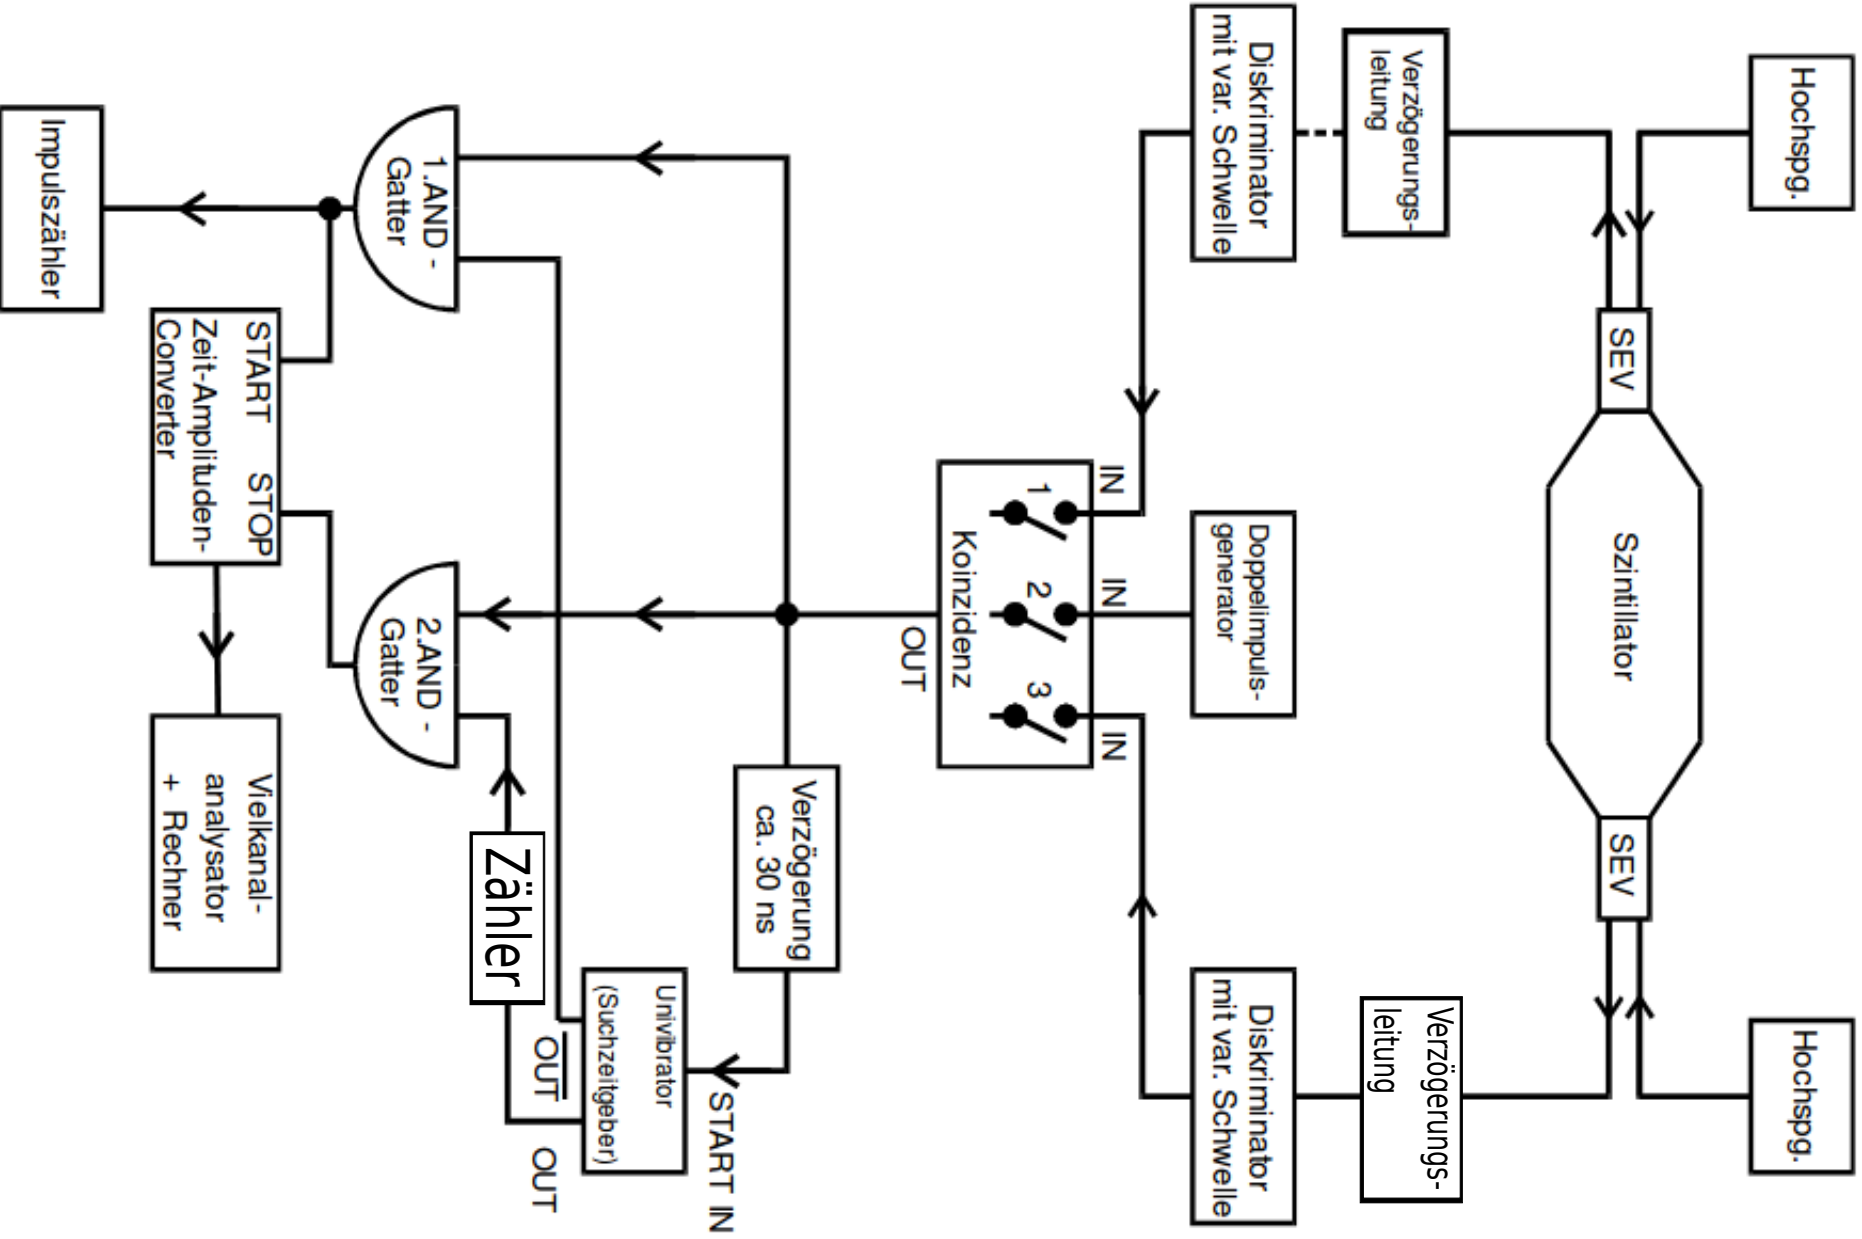 Hochspg.
Hochspg.
SEV
Szintillator
SEV
Verzögerungs-
leitung
Verzögerungs-
leitung
Diskriminator
mit var. Schwelle
Doppelimpuls-
generator
Diskriminator
mit var. Schwelle
IN
IN
IN
1
2
3
Koinzidenz
OUT
Verzögerung
ca. 30 ns
START IN
Univibrator
(Suchzeitgeber)
OUT
OUT
Zähler
1.AND -
Gatter
2.AND -
Gatter
START STOP
Zeit-Amplituden-
Converter
Vielkanal-
analysator
+ Rechner
Impulszähler